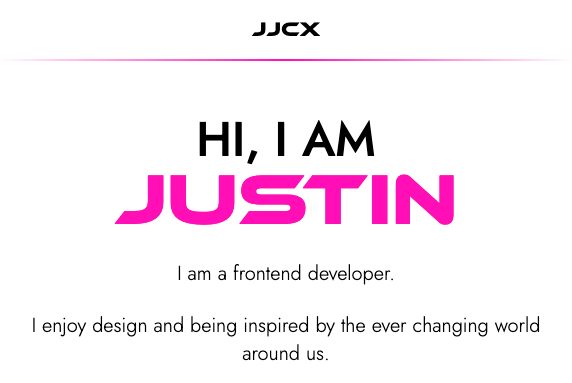 JJCX
HI, I AM
JUSTIN
I am a frontend developer.
I enjoy design and being inspired by the ever changing world
around us.